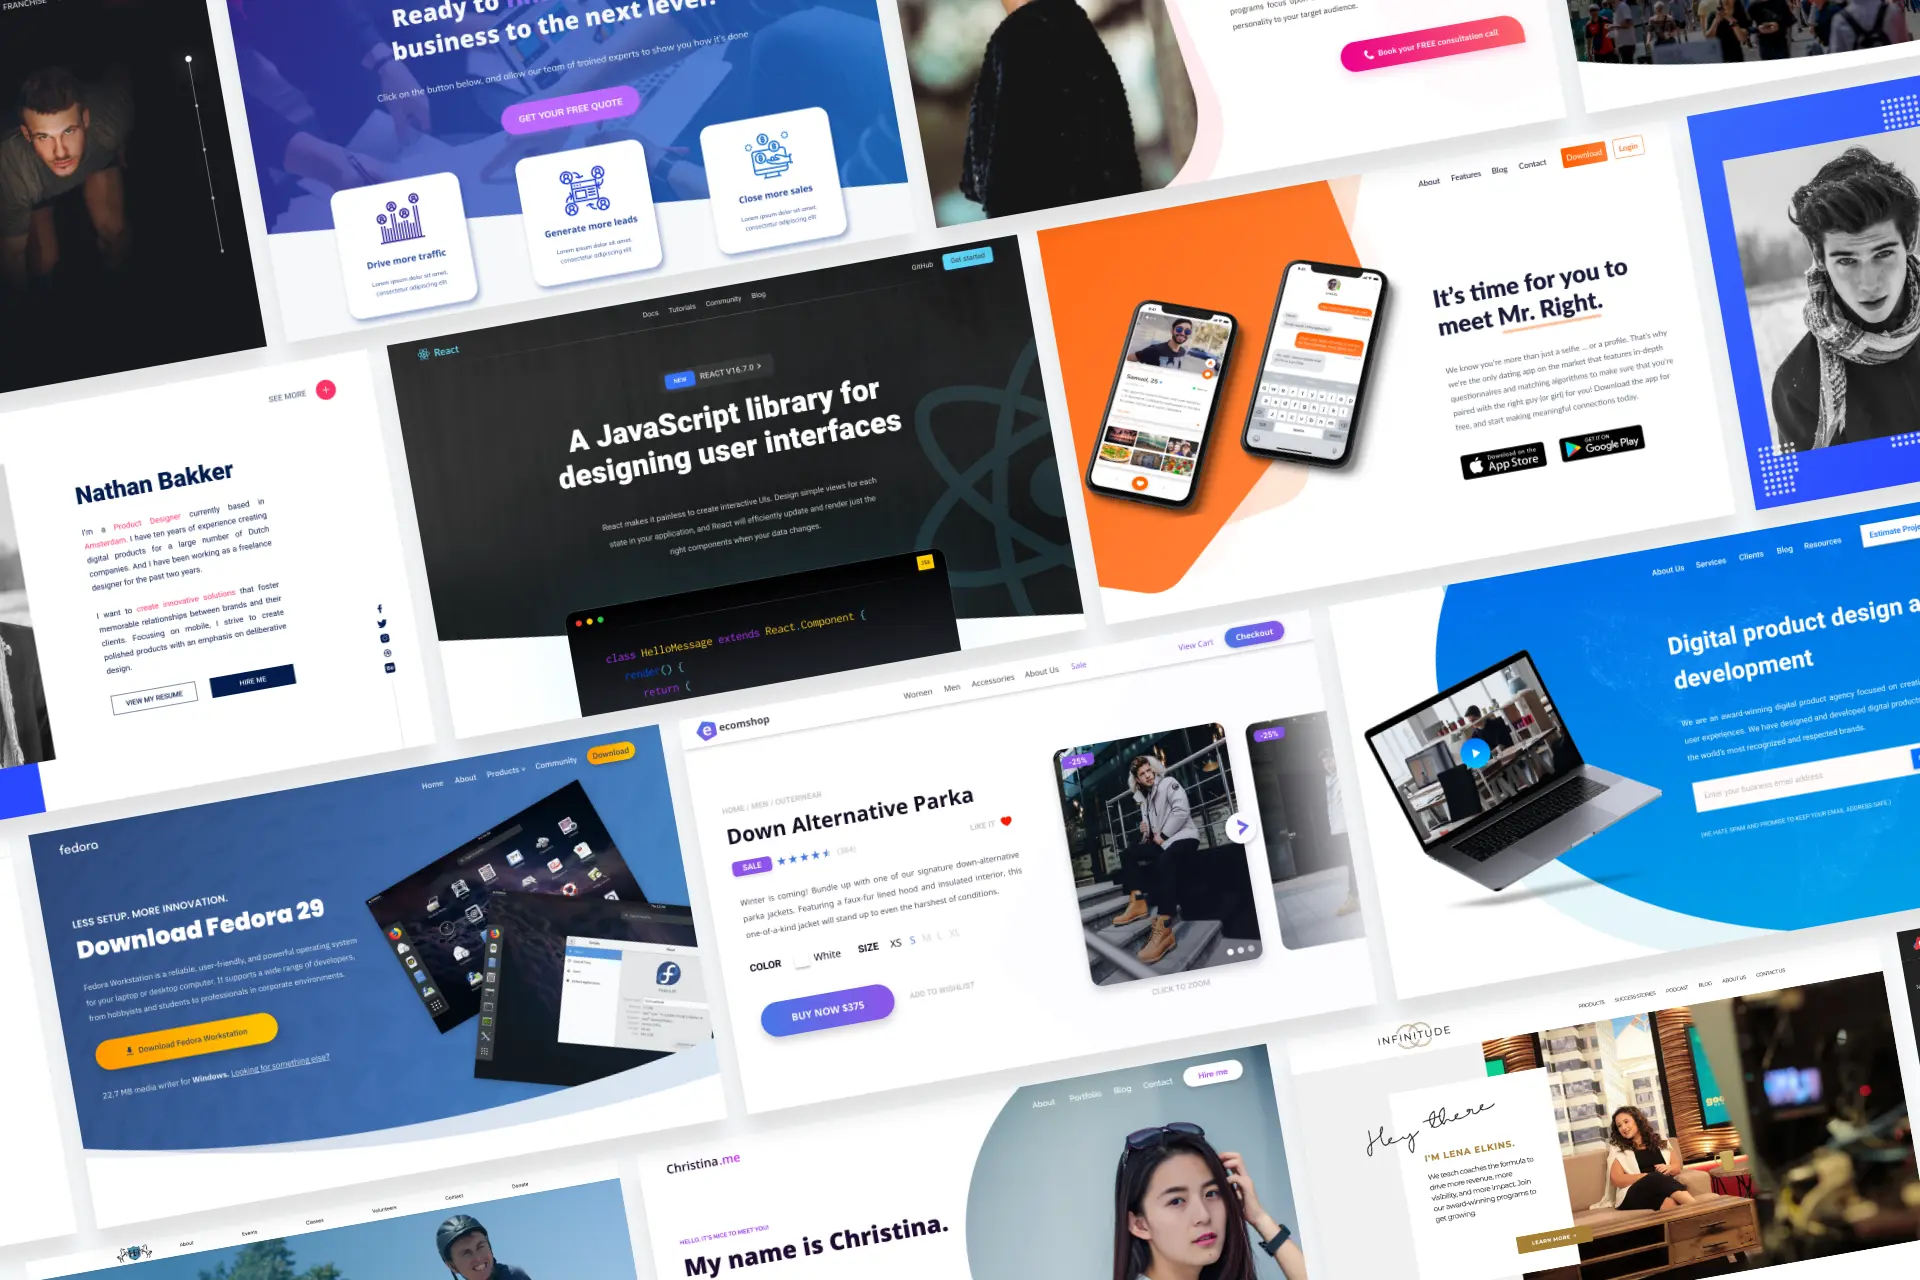 FRANCHISE
Ready to
business to the next level?
Click on the button below, and allow our team of trained experts to show you how it's done
GET YOUR FREE QUOTE
Drive more traffic
Lorem ipsum dolor sit amet,
consectetur adipiscing elit
Generate more leads
Lorem ipsum dolor sit amet,
consectetur adipiscing elit
Close more sales
Lorem ipsum dolor sit amet,
consectetur adipiscing elit
programs focus
personality to your target audience.
Book your FREE consultation call
About
Features
Blog
Contact
Download
Login
It's time for you to
meet Mr. Right.
We know you're more than just a selfie ... or a profile. That's why
we're the only dating app on the market that features in-depth
questionnaires and matching algorithms to make sure that you're
paired with the right guy (or girl) for you! Download the app for
free, and start making meaningful connections today.
Download on the
App Store
GET IT ON
Google Play
Samuel, 25
SEE MORE
Nathan Bakker
I'm a Product Designer currently based in
Amsterdam. I have ten years of experience creating
digital products for a large number of Dutch
companies. And I have been working as a freelance
designer for the past two years.
I want to create innovative solutions that foster
memorable relationships between brands and their
clients. Focusing on mobile, I strive to create
polished products with an emphasis on deliberative
design.
VIEW MY RESUME
HIRE ME
React
Docs
Tutorials
Community
Blog
GitHub
Get started
NEW
REACT V16.7.0 >
A JavaScript library for
designing user interfaces
React makes it painless to create interactive UIs. Design simple views for each
state in your application, and React will efficiently update and render just the
right components when your data changes.
JSX
class HelloMessage extends React.Component {
render() {
return (
About Us
Services
Clients
Blog
Resources
Estimate
Digital product design
development
We are an award-winning digital product agency focused on
user experiences. We have designed and developed digital products
the world's most recognized and respected brands.
Enter your business email address
(WE HATE SPAM AND PROMISE TO KEEP YOUR EMAIL ADDRESS SAFE.)
fedora
Home
About
Products
Community
Download
LESS SETUP. MORE INNOVATION.
Download Fedora 29
Fedora Workstation is a reliable, user-friendly, and powerful operating system
for your laptop or desktop computer. It supports a wide range of developers,
from hobbyists and students to professionals in corporate environments.
Download Fedora Workstation
22,7 MB media writer for Windows. Looking for something else?
e ecomshop
Women
Men
Accessories
About Us
Sale
View Cart
Checkout
HOME / MEN / OUTERWEAR
Down Alternative Parka
LIKE IT
SALE
(384)
Winter is coming! Bundle up with one of our signature down-alternative
parka jackets. Featuring a faux-fur lined hood and insulated interior, this
one-of-a-kind jacket will stand up to even the harshest of conditions.
COLOR
White
SIZE
XS S M L XL
BUY NOW $375
ADD TO WISHLIST?
-25%
-25%
CLICK TO ZOOM
About
Events
Classes
Volunteers
Contact
Donate
Christina.me
About
Portfolio
Blog
Contact
Hire me
HELLO, IT'S NICE TO MEET YOU!
My name is Christina.
INFINITUDE
PRODUCTS
SUCCESS STORIES
PODCAST
BLOG
ABOUT US
CONTACT US
Hey there
I'M LENA ELKINS.
We teach coaches the formula to
drive more revenue, more
visibility, and more impact. Join
our award-winning programs to
get growing.
LEARN MORE